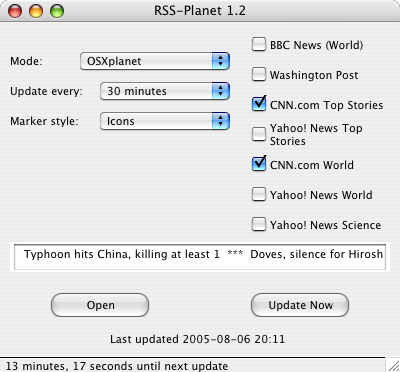 RSS-Planet 1.2
Mode:
OSXplanet
Update every:
30 minutes
Marker style:
Icons
BBC News (World)
Washington Post
CNN.com Top Stories
Yahoo! News Top
Stories
CNN.com World
Yahoo! News World
Yahoo! News Science
Typhoon hits China, killing at least 1 *** Doves, silence for Hirosh
Open
Update Now
Last updated 2005-08-06 20:11
13 minutes, 17 seconds until next update